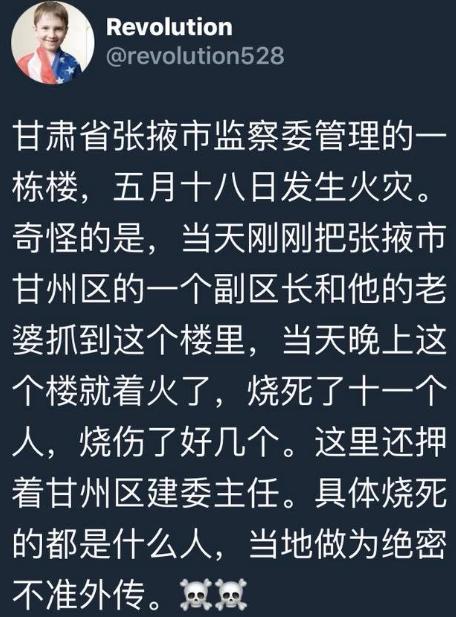 Revolution
@revolution528
甘肃省张掖市监察委管理的一
栋楼，五月十八日发生火灾。
奇怪的是，当天刚刚把张掖市
甘州区的一个副区长和他的老
婆抓到这个楼里，当天晚上这
个楼就着火了，烧死了十一个
人，烧伤了好几个。这里还押
着甘州区建委主任。具体烧死
的都是什么人，当地做为绝密
不准外传。☠️☠️